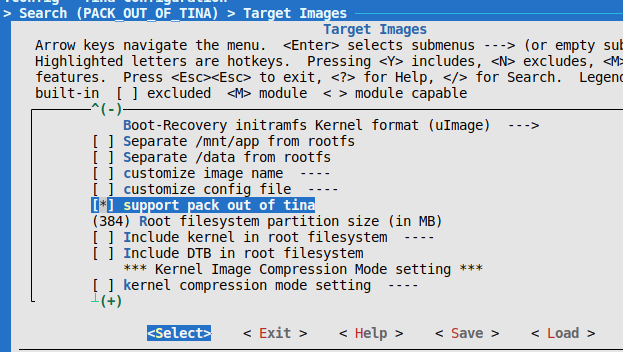 > Search (PACK_OUT_OF_TINA) > Target Images
Target Images
Arrow keys navigate the menu. <Enter> selects submenus ---> (or empty sub
Highlighted letters are hotkeys. Pressing <Y> includes, <N> excludes, <M>
features. Press <Esc><Esc> to exit, <?> for Help, </> for Search. Legend
built-in [ ] excluded <M> module < > module capable
^(-)
Boot-Recovery initramfs Kernel format (uImage) --->
[ ] Separate /mnt/app from rootfs
[ ] Separate /data from rootfs
[ ] customize image name ----
[ ] customize config file ----
[*] support pack out of tina
(384) Root filesystem partition size (in MB)
[ ] Include kernel in root filesystem ----
[ ] Include DTB in root filesystem
*** Kernel Image Compression Mode setting ***
[ ] kernel compression mode setting ----
(+)
<Select> < Exit > < Help > < Save > < Load >